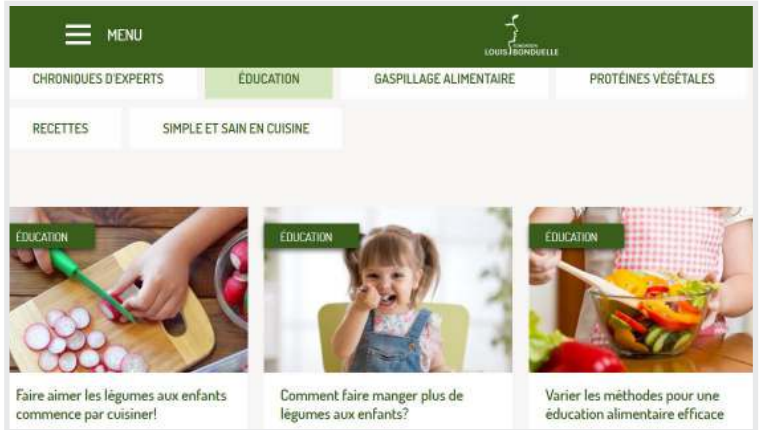 MENU
FONDATION
LOUIS BONDUELLE
CHRONIQUES D'EXPERTS
ÉDUCATION
GASPILLAGE ALIMENTAIRE
PROTÉINES VÉGÉTALES
RECETTES
SIMPLE ET SAIN EN CUISINE
ÉDUCATION
ÉDUCATION
ÉDUCATION
Faire aimer les légumes aux enfants
commence par cuisiner!
Comment faire manger plus de
légumes aux enfants?
Varier les méthodes pour une
éducation alimentaire efficace